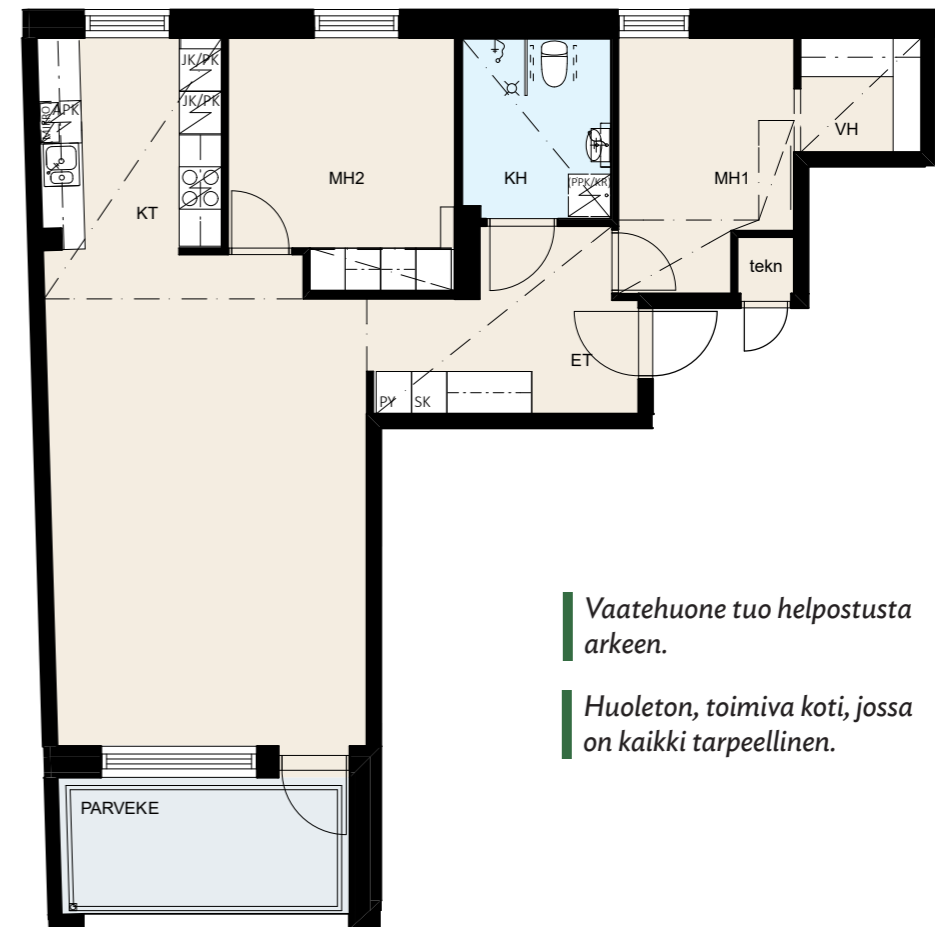 JK/PK
JK/PK
APK
KT
MH2
KH
(PPK/KR)
MH1
VH
tekn
ET
PY
SK
Vaatehuone tuo helpostusta
arkeen.
Huoleton, toimiva koti, jossa
on kaikki tarpeellinen.
PARVEKE